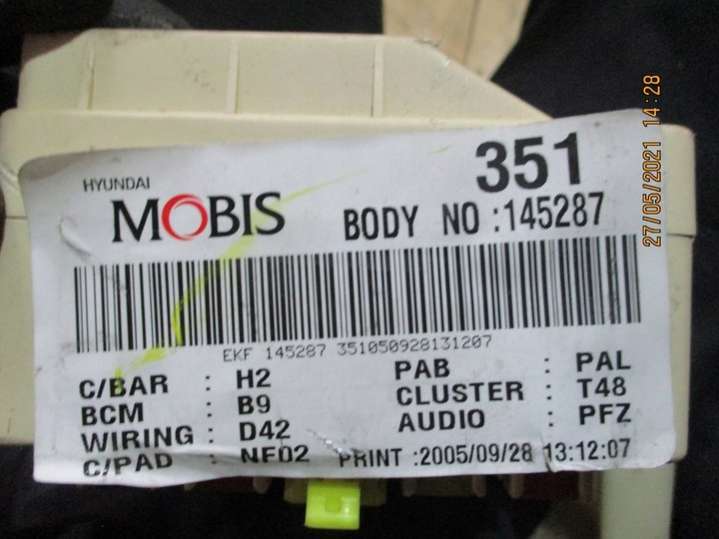 351
HYUNDAI
MOBIS
BODY NO :145287
EKF 145287 351050928131207
C/BAR : H2
PAB : PAL
BCM : B9
CLUSTER : T48
WIRING : D42
AUDIO : PFZ
C/PAD : NF02
PRINT :2005/09/28 13:12:07
27/05/2021 14:28